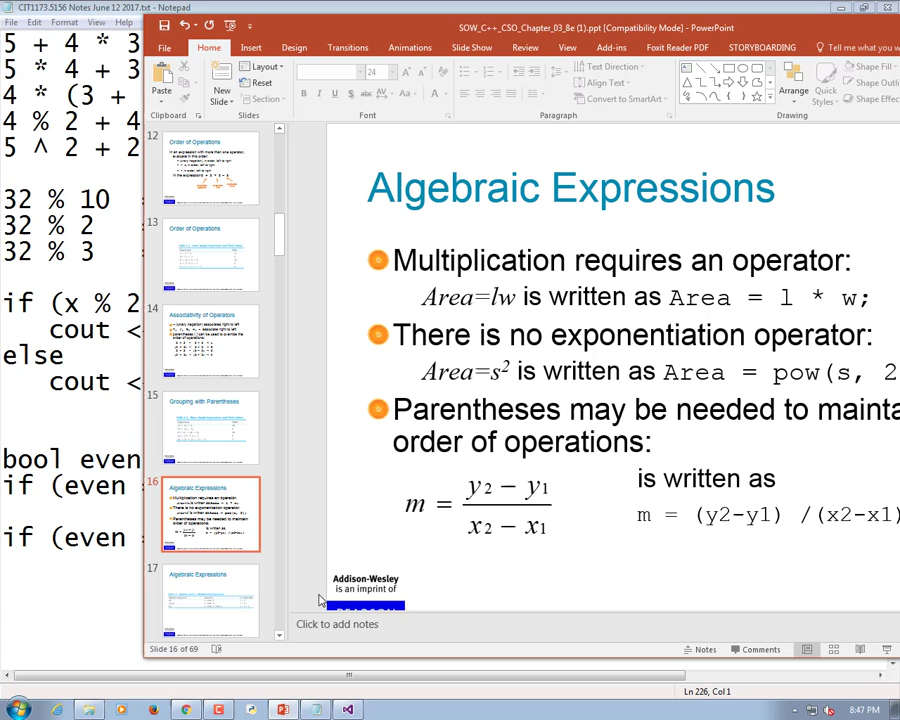 CIT1173.5156 Notes June 12 2017.txt - Notepad
File Edit Format View Help
5 + 4 * 3
5 * 4 + 3
4 * (3 +
4 % 2 + 4
5 ^ 2 + 2
32 % 10
32 % 2
32 % 3
if (x % 2
cout <
else
cout <
bool even
if (even
if (even
SOW_C++_CSO_Chapter_03_8e (1).ppt [Compatibility Mode] - PowerPoint
File Home Insert Design Transitions Animations Slide Show Review View Add-ins Foxit Reader PDF STORYBOARDING Tell me what you
Paste
New
Slide
Layout
Reset
Section
24
B I U S abc AV Aa A
Text Direction
Align Text
Convert to SmartArt
Arrange
Quick
Styles
Shape Fill
Shape Outli
Shape Effec
Clipboard Slides Font Paragraph Drawing
12
Order of Operations
13
Order of Operations
14
Associativity of Operators
15
Grouping with Parentheses
16
Algebraic Expressions
17
Algebraic Expressions
Algebraic Expressions
Multiplication requires an operator:
Area=lw is written as Area = l * w;
There is no exponentiation operator:
Area=s² is written as Area = pow(s, 2
Parentheses may be needed to mainta
order of operations:
m = (y2 − y1) / (x2 − x1)
is written as
m = (y2-y1) /(x2-x1)
Addison-Wesley
is an imprint of
Click to add notes
Slide 16 of 69
Notes Comments
Ln 226, Col 1
8:47 PM